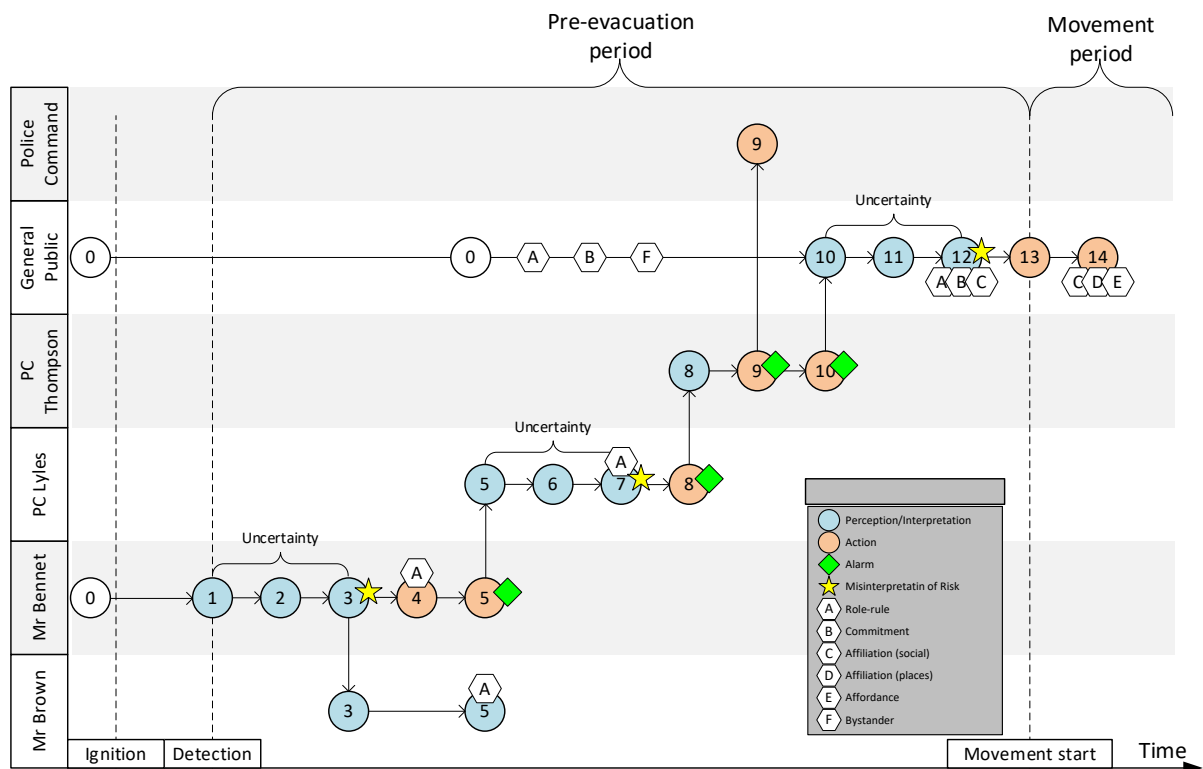 Pre-evacuation
period
Movement
period
Police
Command
9
General
Public
Uncertainty
0
0
A
B
F
10
11
12
13
14
A
B
C
C
D
E
PC
Thompson
8
9
10
PC Lyles
Uncertainty
A
5
6
7
8
Mr Bennet
Uncertainty
A
0
1
2
3
4
5
Mr Brown
A
3
5
Perception/Interpretation
Action
Alarm
Misinterpretatin of Risk
A Role-rule
B Commitment
C Affiliation (social)
D Affiliation (places)
E Affordance
F Bystander
Ignition
Detection
Movement start
Time